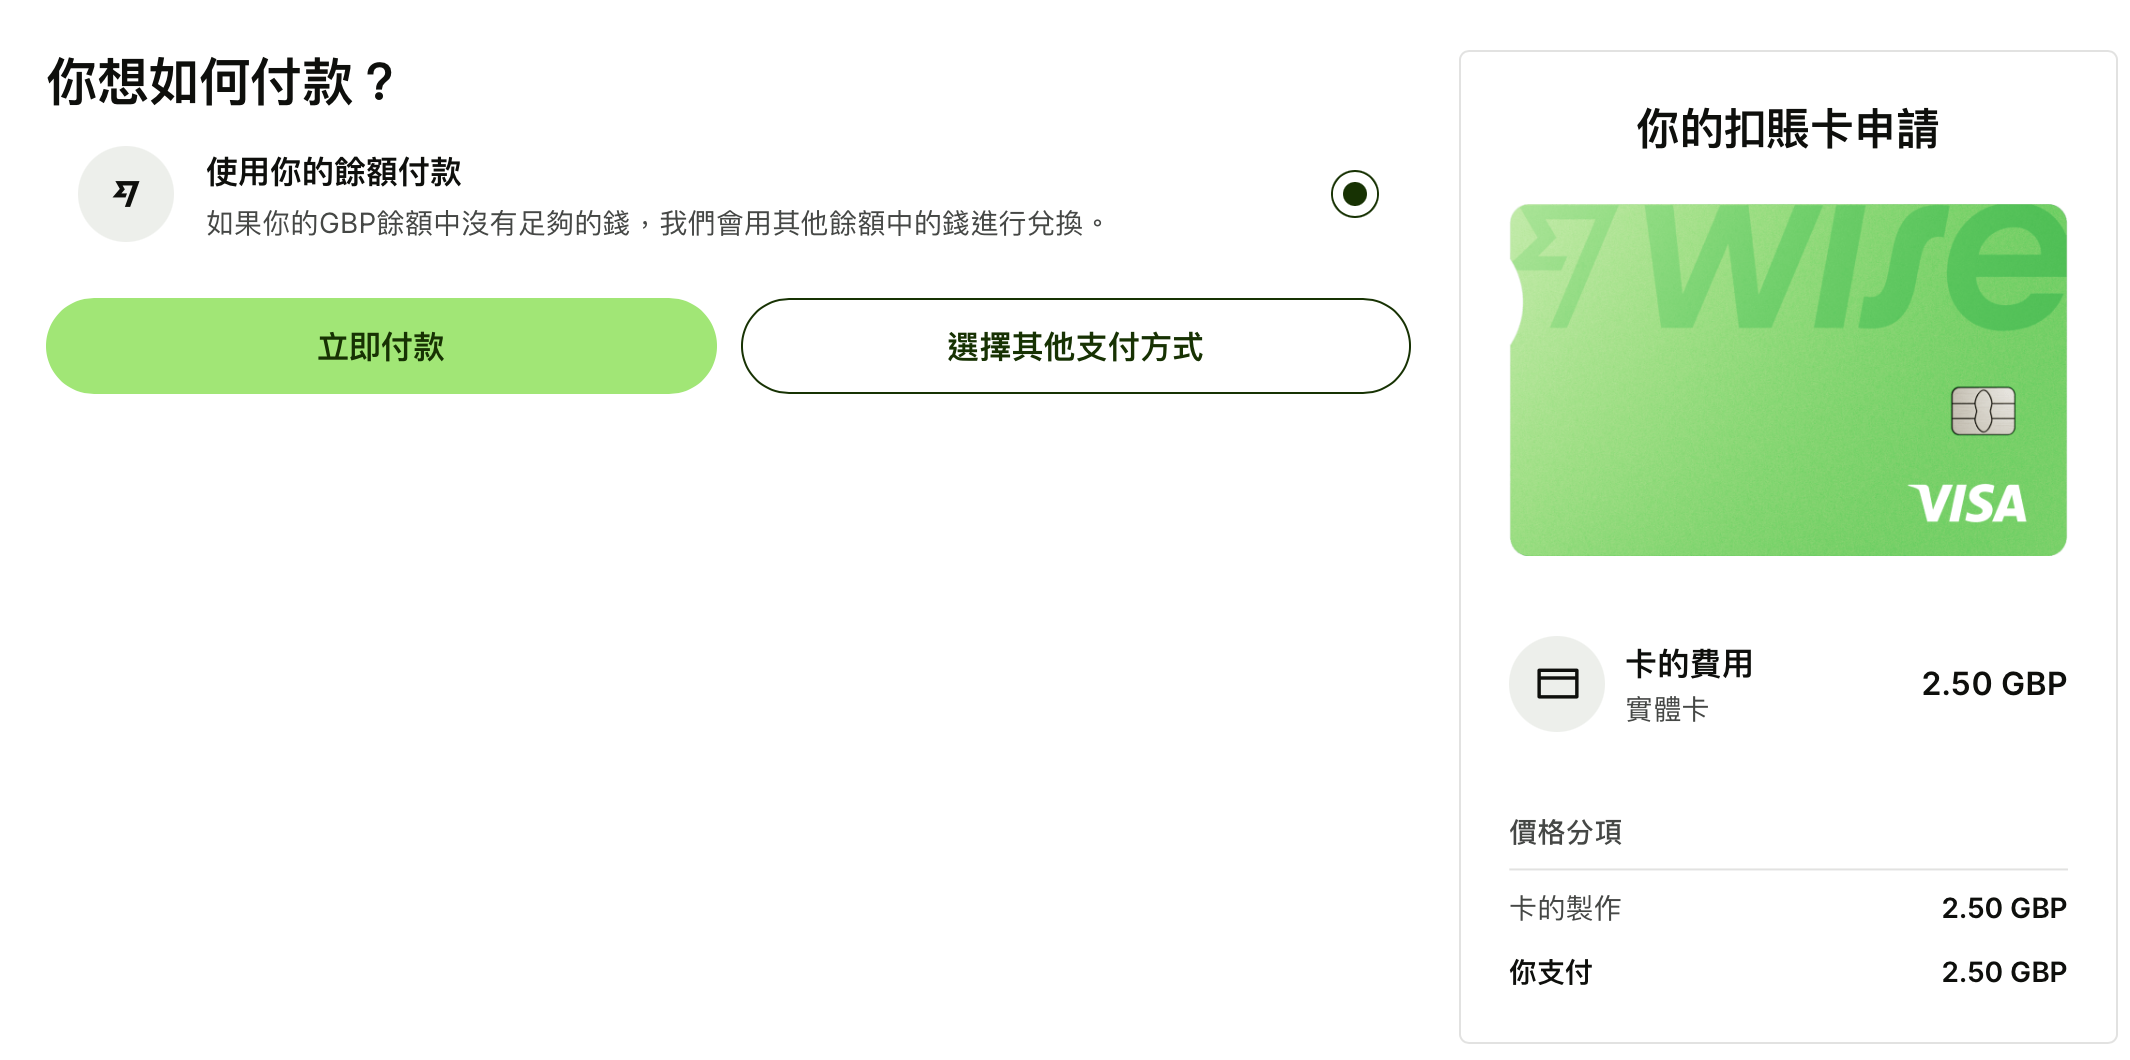 你想如何付款？
使用你的餘額付款
如果你的GBP餘額中沒有足夠的錢，我們會用其他餘額中的錢進行兌換。
立即付款
選擇其他支付方式
你的扣賬卡申請
wise
VISA
卡的費用
實體卡
2.50 GBP
價格分項
卡的製作 2.50 GBP
你支付 2.50 GBP